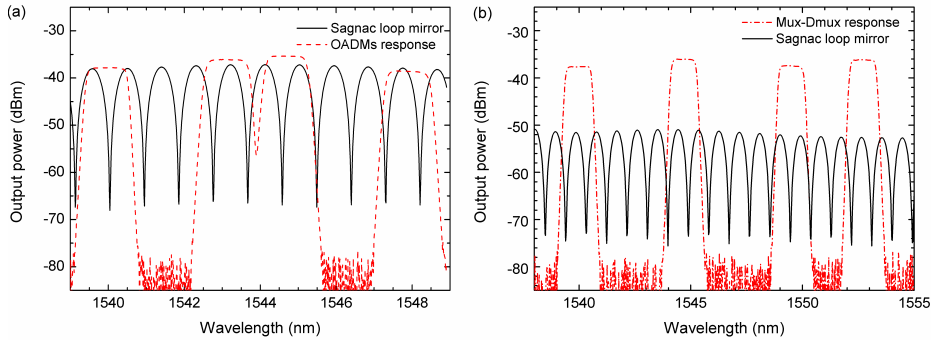 (a)
Sagnac loop mirror
OADMs response
Output power (dBm)
-30
-40
-50
-60
-70
-80
1540
1542
1544
1546
1548
Wavelength (nm)
(b)
Mux-Dmux response
Sagnac loop mirror
Output power (dBm)
-30
-40
-50
-60
-70
-80
1540
1545
1550
1555
Wavelength (nm)